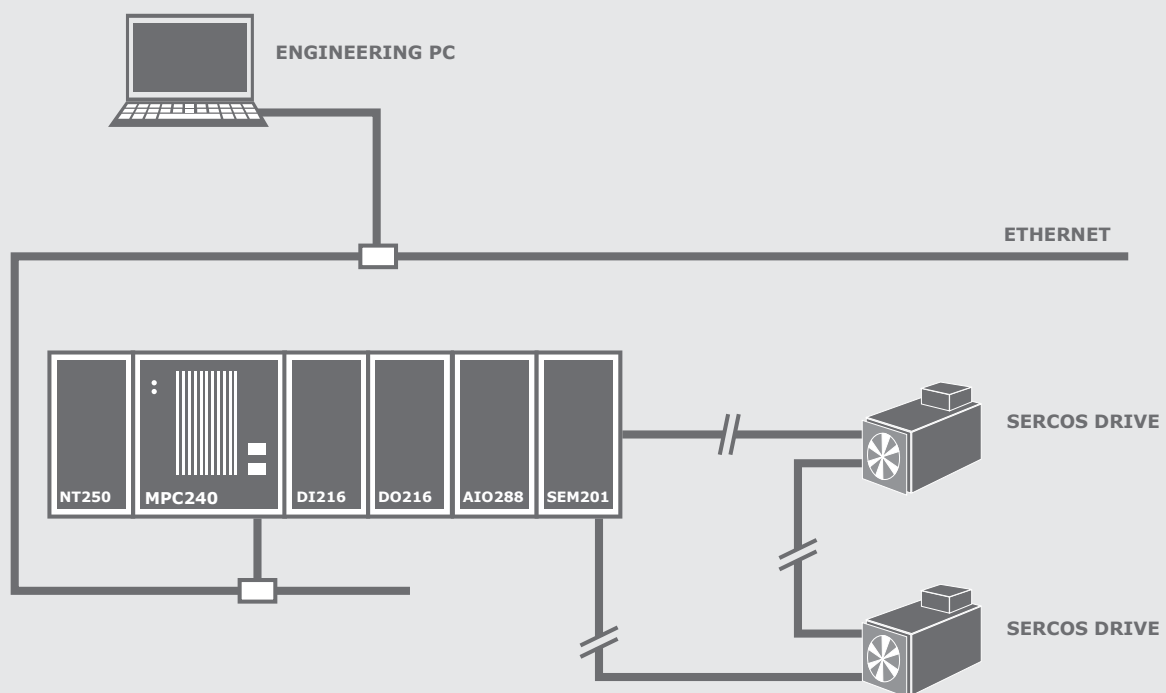 ENGINEERING PC
ETHERNET
NT250
MPC240
DI216
DO216
AIO288
SEM201
SERCOS DRIVE
SERCOS DRIVE